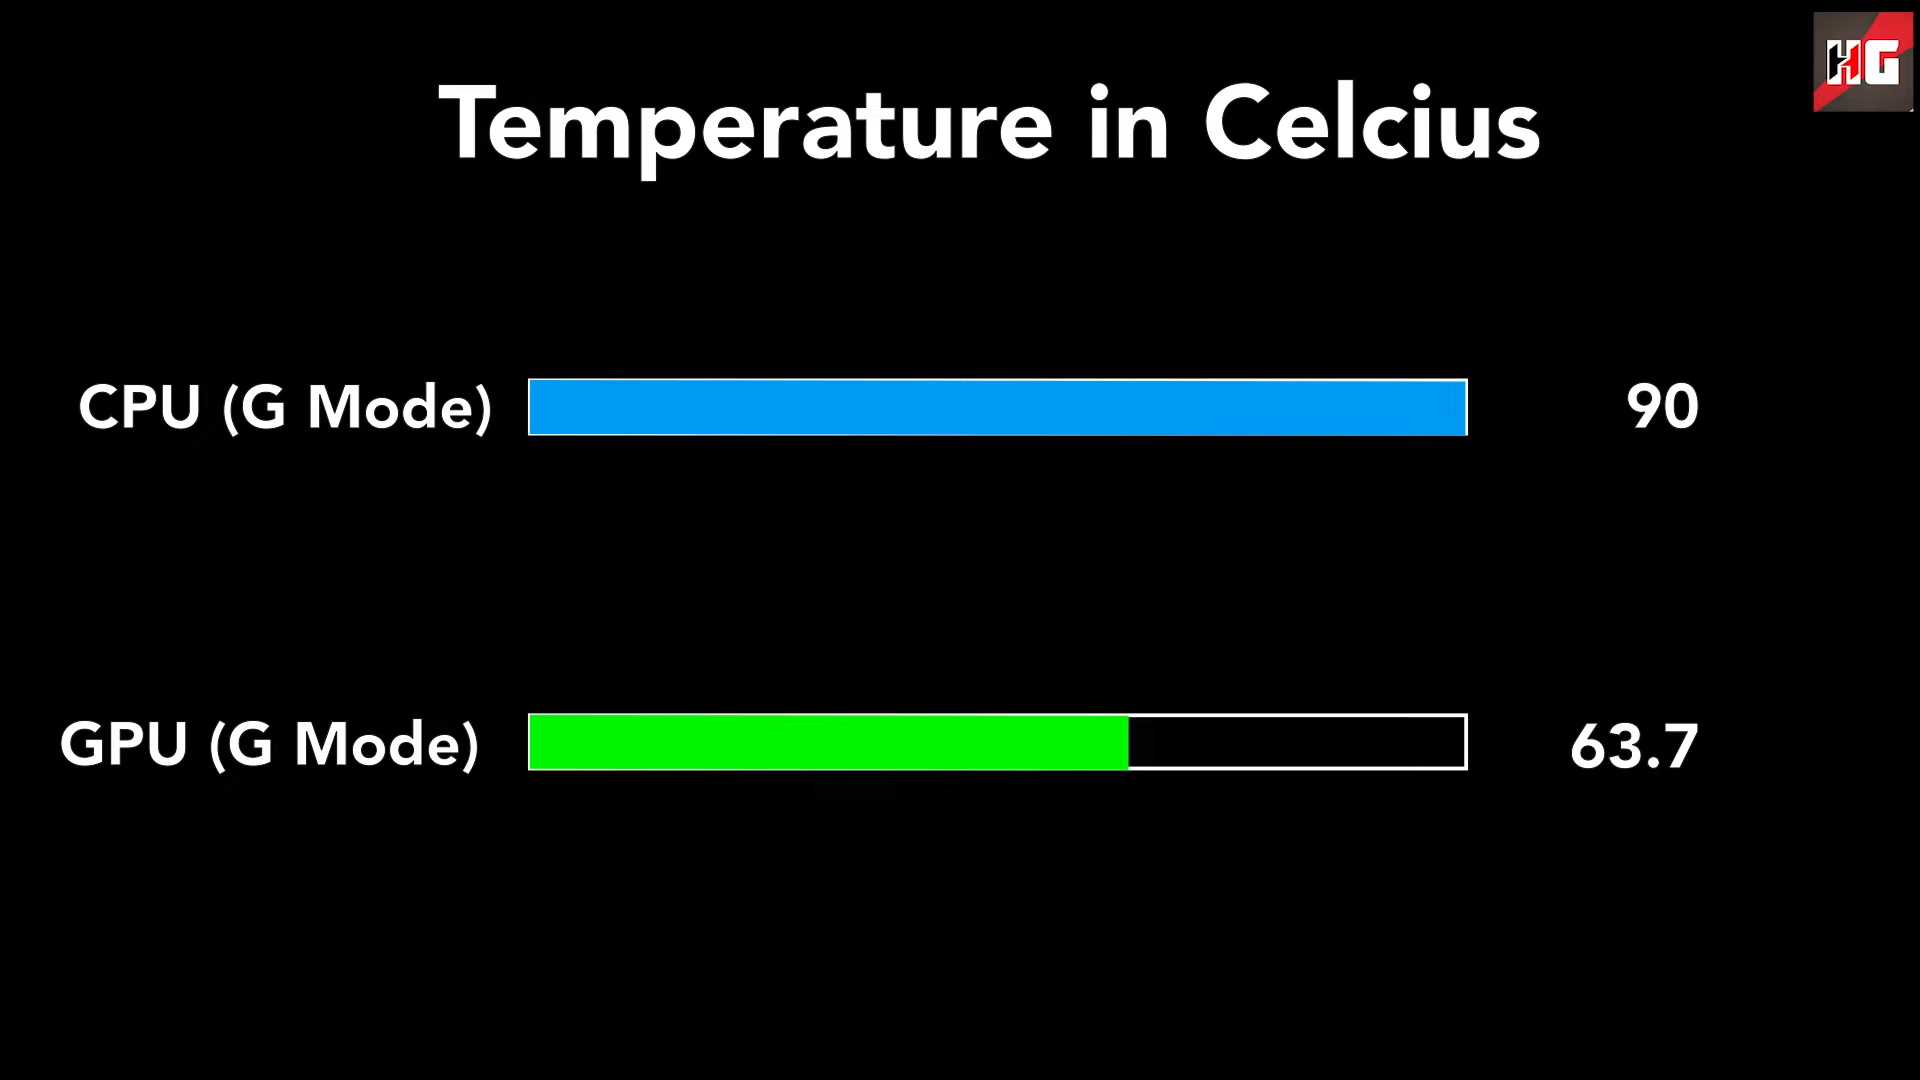 HG
Temperature in Celcius
CPU (G Mode) 90
GPU (G Mode) 63.7